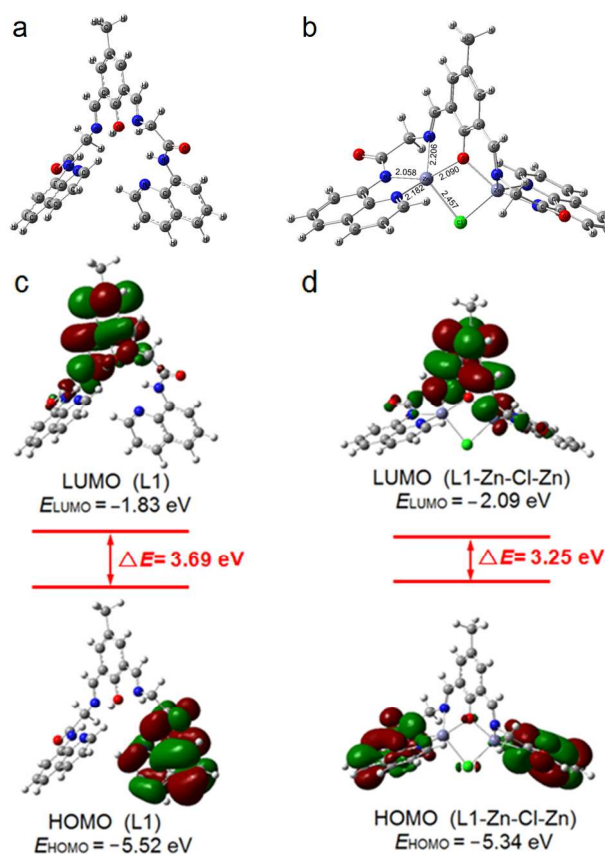 a
b
2.206
2.058
2.090
2.182
2.457
c
d
LUMO (L1)
ELUMO = −1.83 eV
LUMO (L1-Zn-Cl-Zn)
ELUMO = −2.09 eV
△E= 3.69 eV
△E= 3.25 eV
HOMO (L1)
EHOMO = −5.52 eV
HOMO (L1-Zn-Cl-Zn)
EHOMO = −5.34 eV